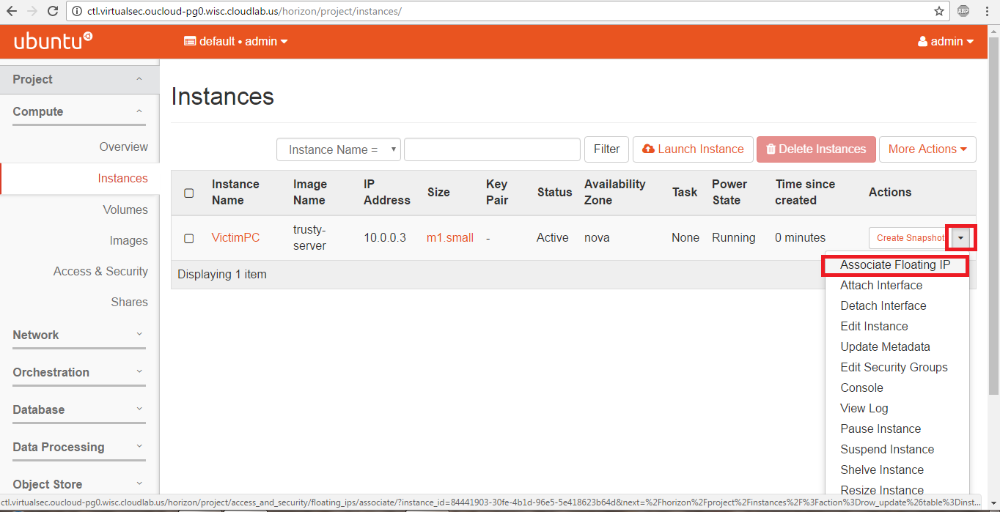 ctl.virtualsec.oucloud-pg0.wisc.cloudlab.us/horizon/project/instances/
ABP
ubuntu
default • admin
admin
Project
Compute
Overview
Instances
Volumes
Images
Access & Security
Shares
Network
Orchestration
Database
Data Processing
Object Store
Instances
Instance Name =
Filter
Launch Instance
Delete Instances
More Actions
Instance Name
Image Name
IP Address
Size
Key Pair
Status
Availability Zone
Task
Power State
Time since created
Actions
VictimPC
trusty-server
10.0.0.3
m1.small
-
Active
nova
None
Running
0 minutes
Create Snapshot
Displaying 1 item
Associate Floating IP
Attach Interface
Detach Interface
Edit Instance
Update Metadata
Edit Security Groups
Console
View Log
Pause Instance
Suspend Instance
Shelve Instance
Resize Instance
ctl.virtualsec.oucloud-pg0.wisc.cloudlab.us/horizon/project/access_and_security/floating_ips/associate/?instance_id=84441903-30fe-4b1d-96e5-5e418623b64d&next=%2Fhorizon%2Fproject%2Finstances%2F%3Faction%3Drow_update%26table%3Dinst...